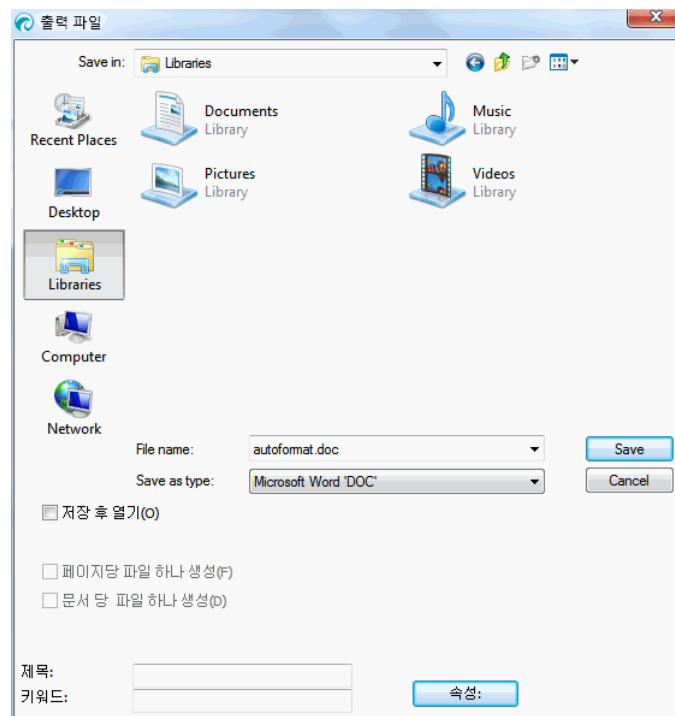 출력 파일
Save in: Libraries
Recent Places
Desktop
Libraries
Computer
Network
Documents
Library
Music
Library
Pictures
Library
Videos
Library
File name: autoformat.doc Save
Save as type: Microsoft Word 'DOC' Cancel
저장 후 열기(O)
페이지당 파일 하나 생성(F)
문서 당 파일 하나 생성(D)
제목:
키워드:
속성: